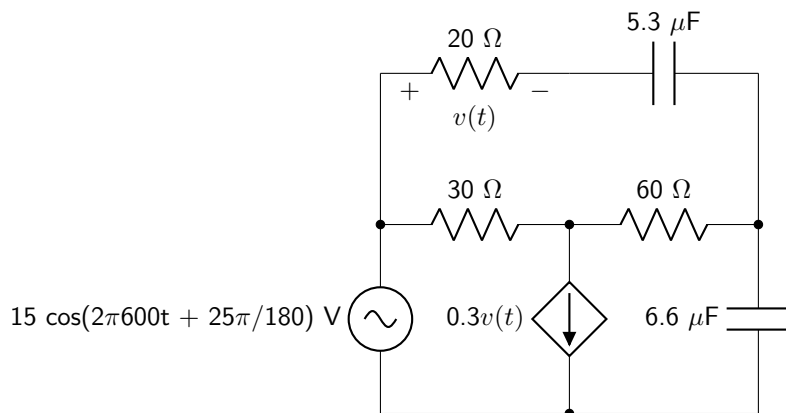 5.3 μF
20 Ω
+ −
v(t)
30 Ω
60 Ω
15 cos(2π600t + 25π/180) V
0.3v(t)
6.6 μF